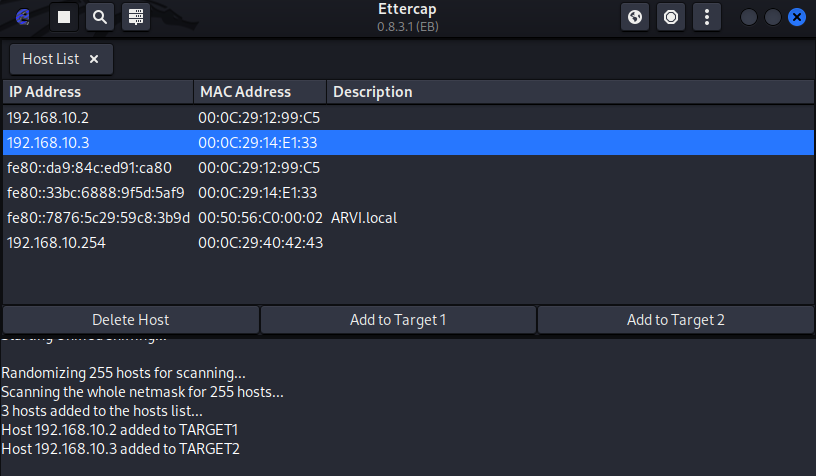 Ettercap
0.8.3.1 (EB)
Host List
IP Address MAC Address Description
192.168.10.2 00:0C:29:12:99:C5
192.168.10.3 00:0C:29:14:E1:33
fe80::da9:84c:ed91:ca80 00:0C:29:12:99:C5
fe80::33bc:6888:9f5d:5af9 00:0C:29:14:E1:33
fe80::7876:5c29:59c8:3b9d 00:50:56:C0:00:02 ARVI.local
192.168.10.254 00:0C:29:40:42:43
Delete Host Add to Target 1 Add to Target 2
Randomizing 255 hosts for scanning...
Scanning the whole netmask for 255 hosts...
3 hosts added to the hosts list...
Host 192.168.10.2 added to TARGET1
Host 192.168.10.3 added to TARGET2